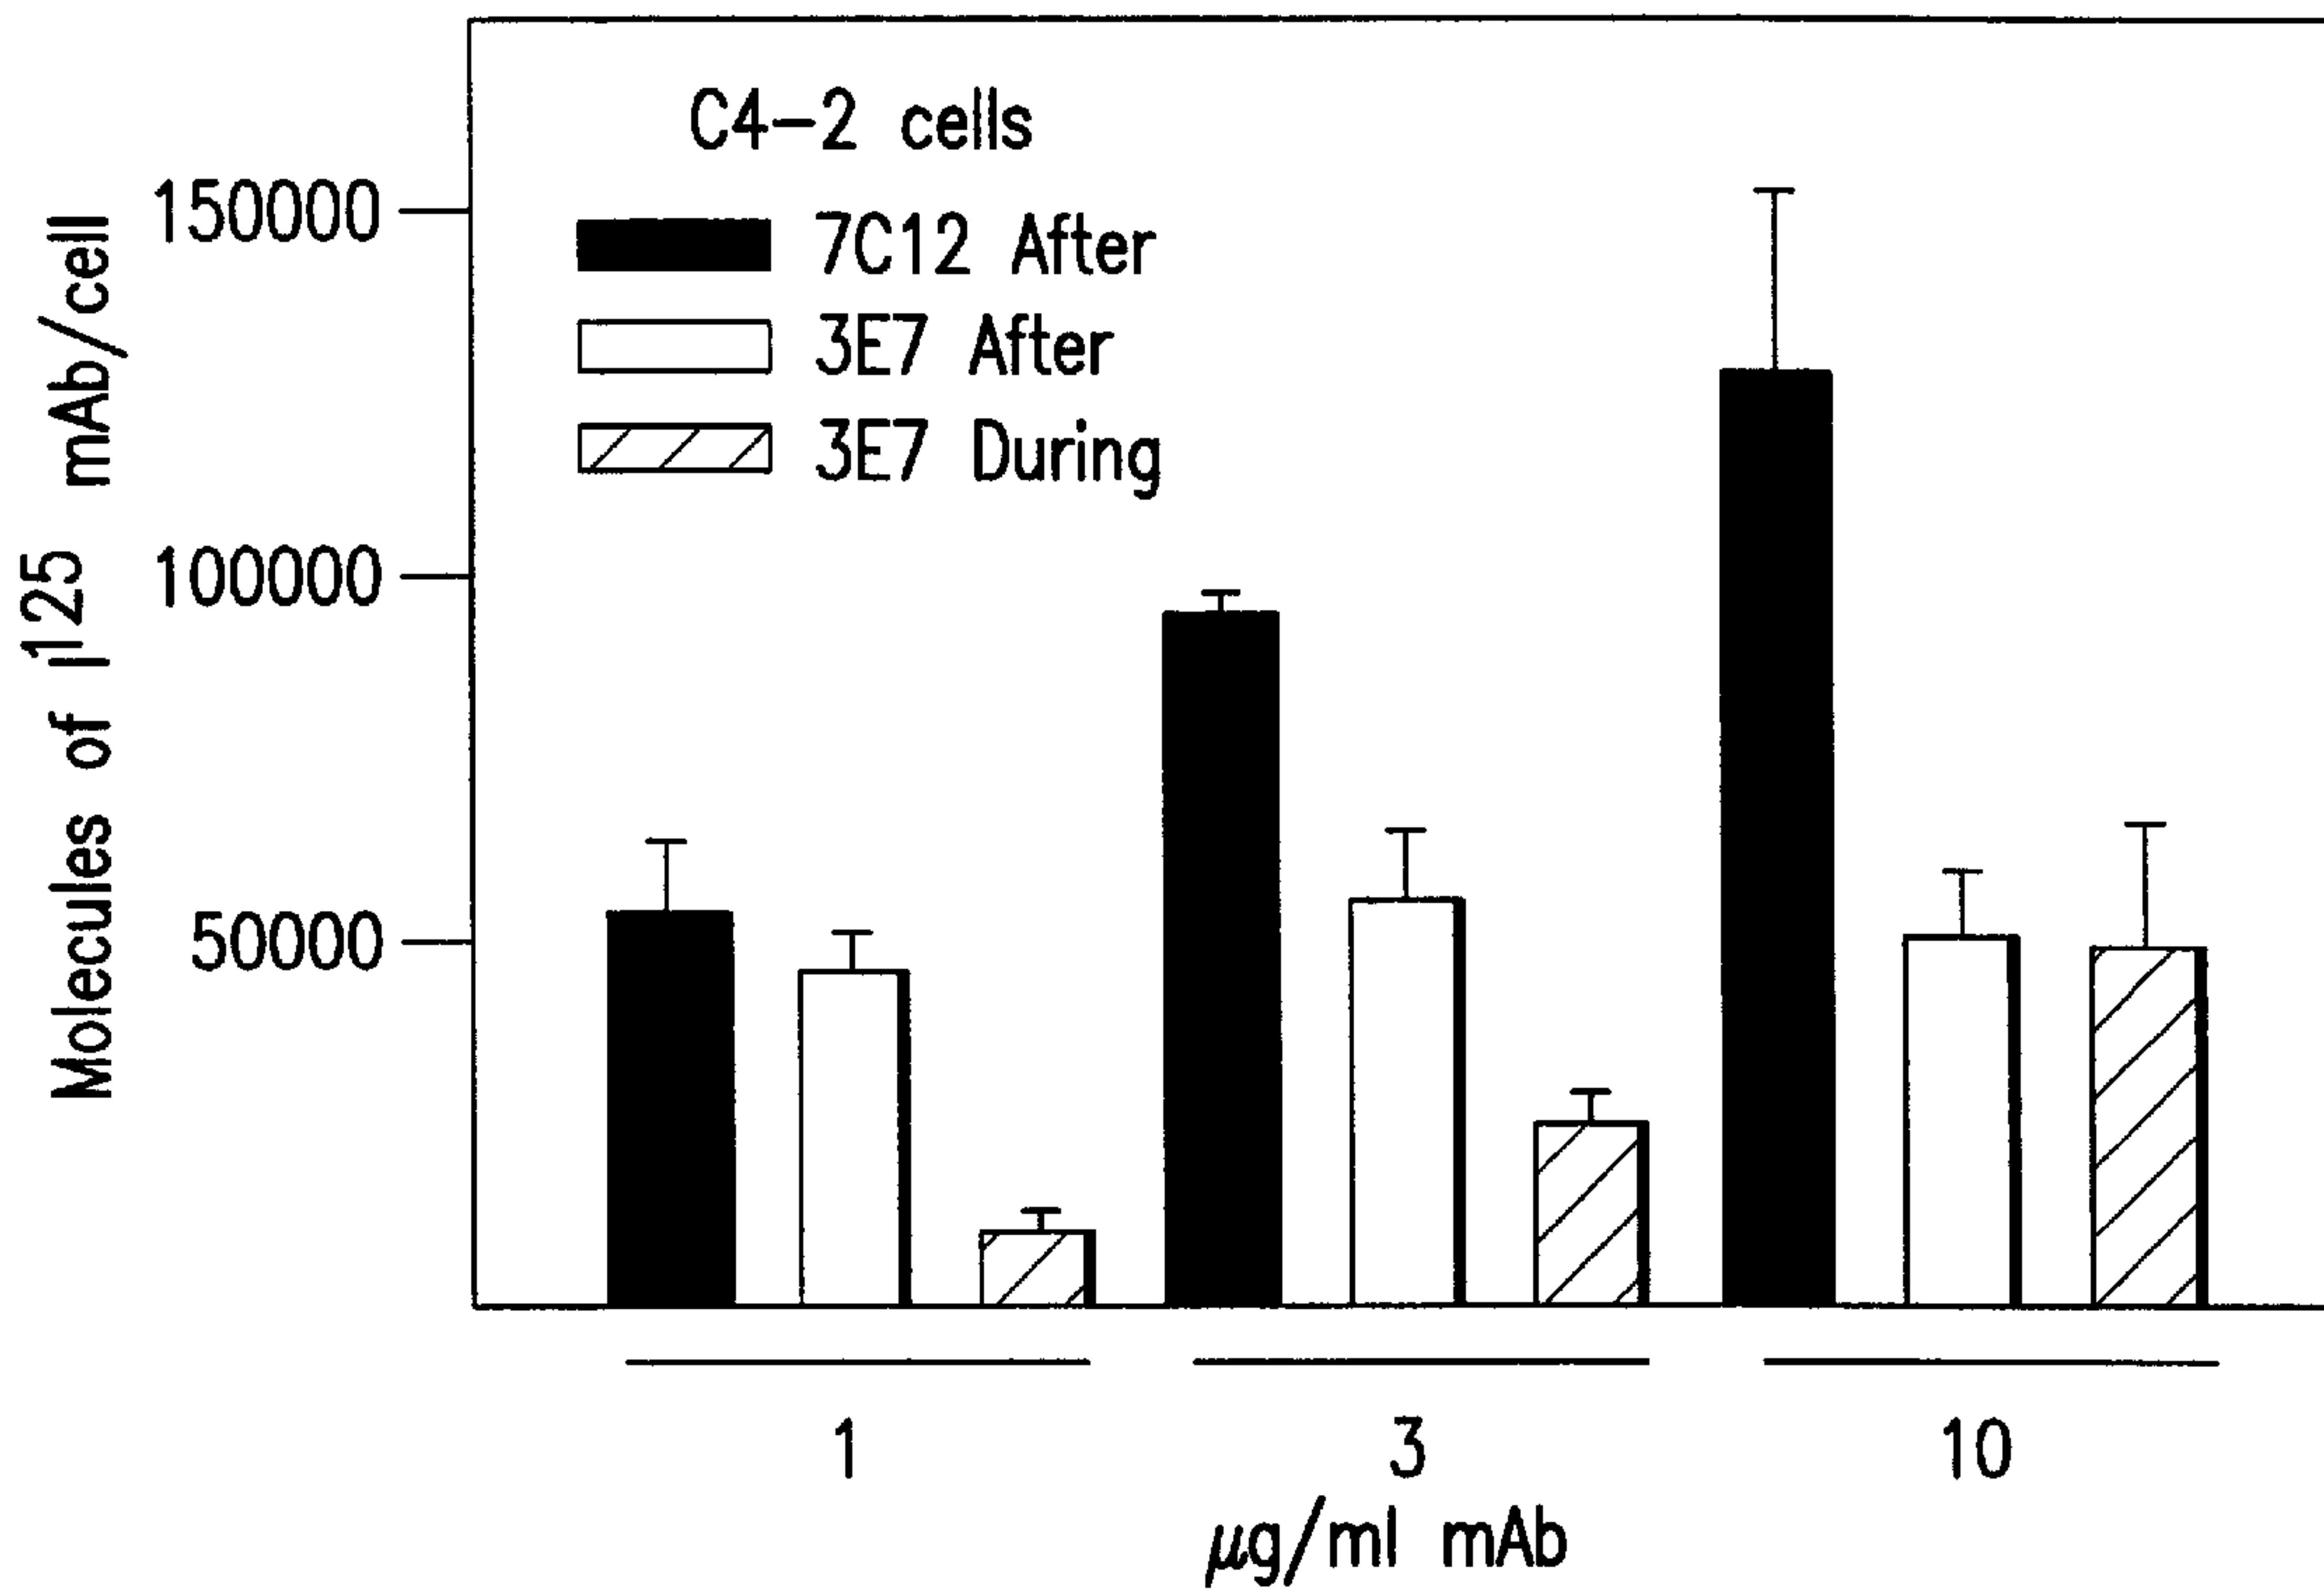 C4-2 cells
7C12 After
3E7 After
3E7 During
150000
100000
50000
Molecules of I125 mAb/cell
1
3
10
µg/ml mAb